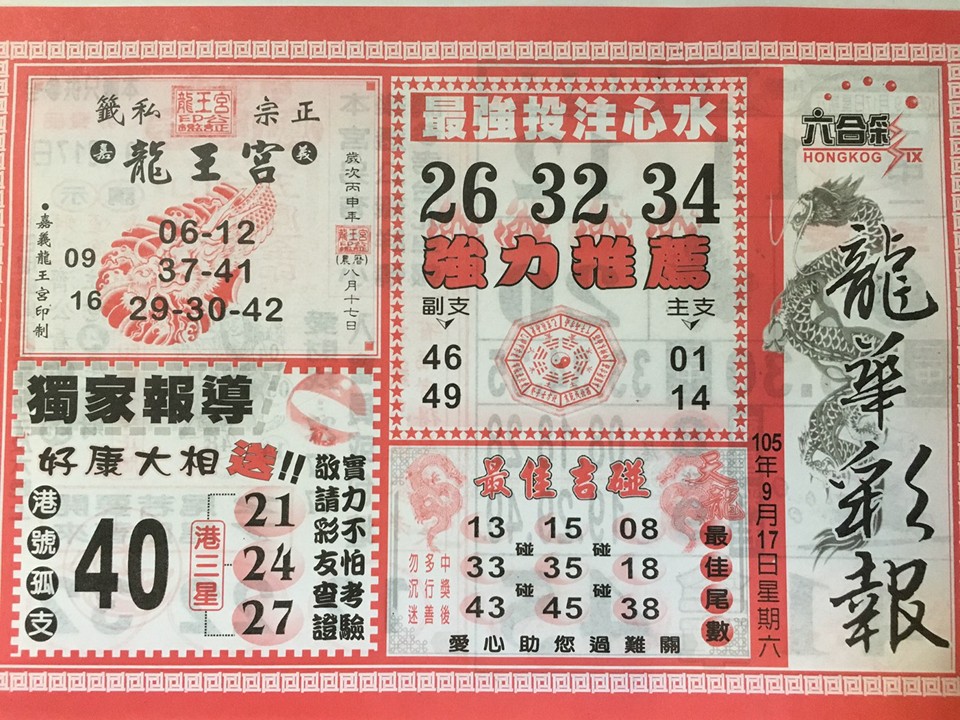 龍華彩報
六合彩
HONGKOG SIX
105年9月17日星期六
最強投注心水
26 32 34
強力推薦
副支
主支
46
49
01
14
正宗
龍王宮印
私籤
嘉
龍王宮
義
歲次丙申年
龍王宮
(農曆)
八月十七日
06-12
37-41
29-30-42
09
16
•嘉義龍王宮印制
最佳吉碰
天龍
最佳尾數
13 碰 15 碰 08
33 35 18
43 碰 45 碰 38
中獎後
多行善
勿沉迷
愛心助您過難關
獨家報導!!
好康大相送!!
實力不怕考驗
敬請彩友查證
港號孤支
40
港三星
21
24
27